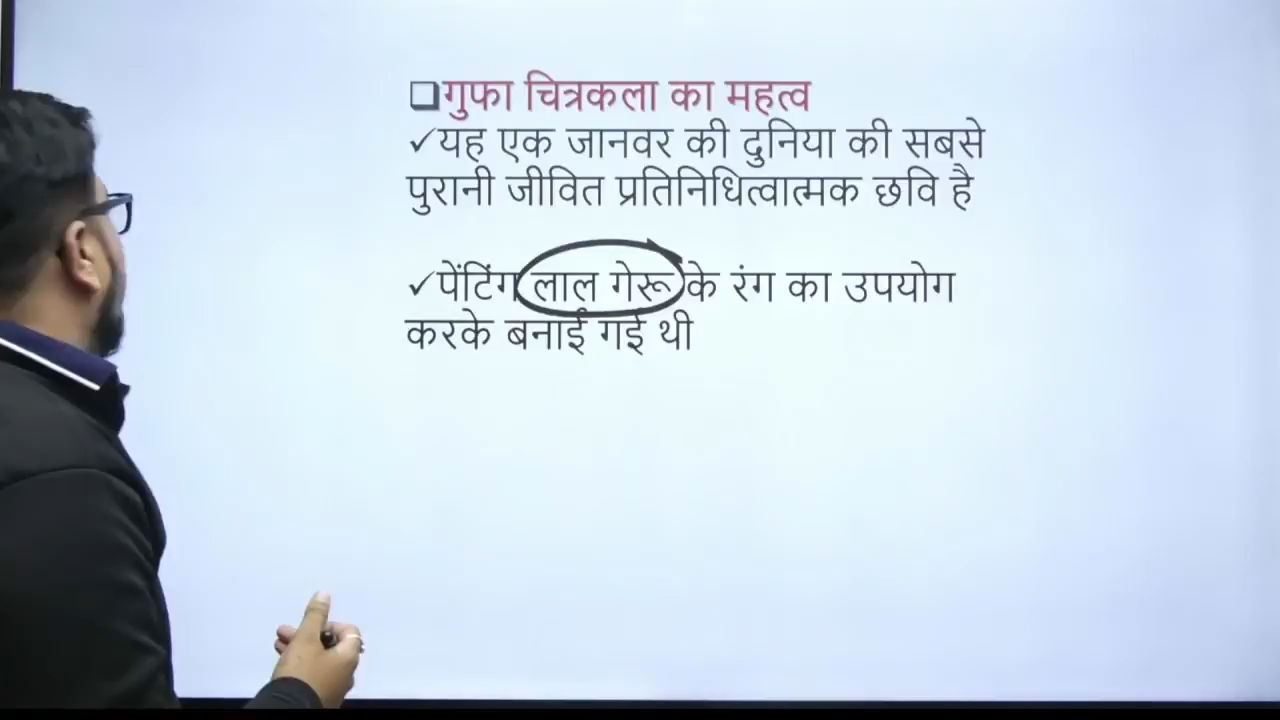 ❑गुफा चित्रकला का महत्व
✓यह एक जानवर की दुनिया की सबसे
पुरानी जीवित प्रतिनिधित्वात्मक छवि है
✓पेंटिंग लाल गेरू के रंग का उपयोग
करके बनाई गई थी